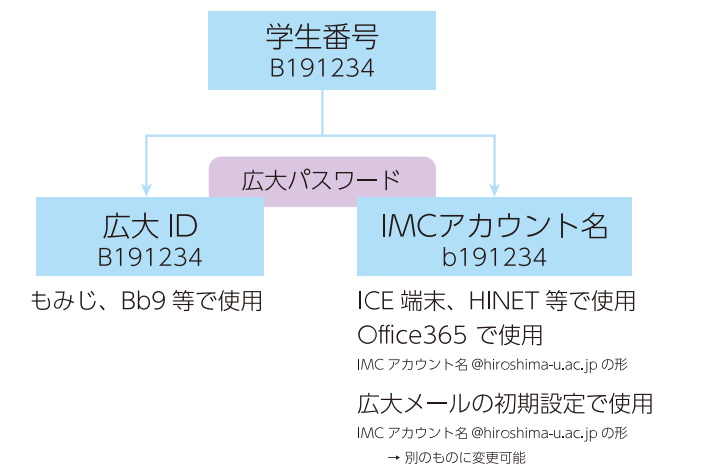 学生番号
B191234
広大パスワード
広大 ID
B191234
もみじ、Bb9 等で使用
IMCアカウント名
b191234
ICE 端末、HINET 等で使用
Office365 で使用
IMC アカウント名 @hiroshima-u.ac.jp の形
広大メールの初期設定で使用
IMC アカウント名 @hiroshima-u.ac.jp の形
→ 別のものに変更可能